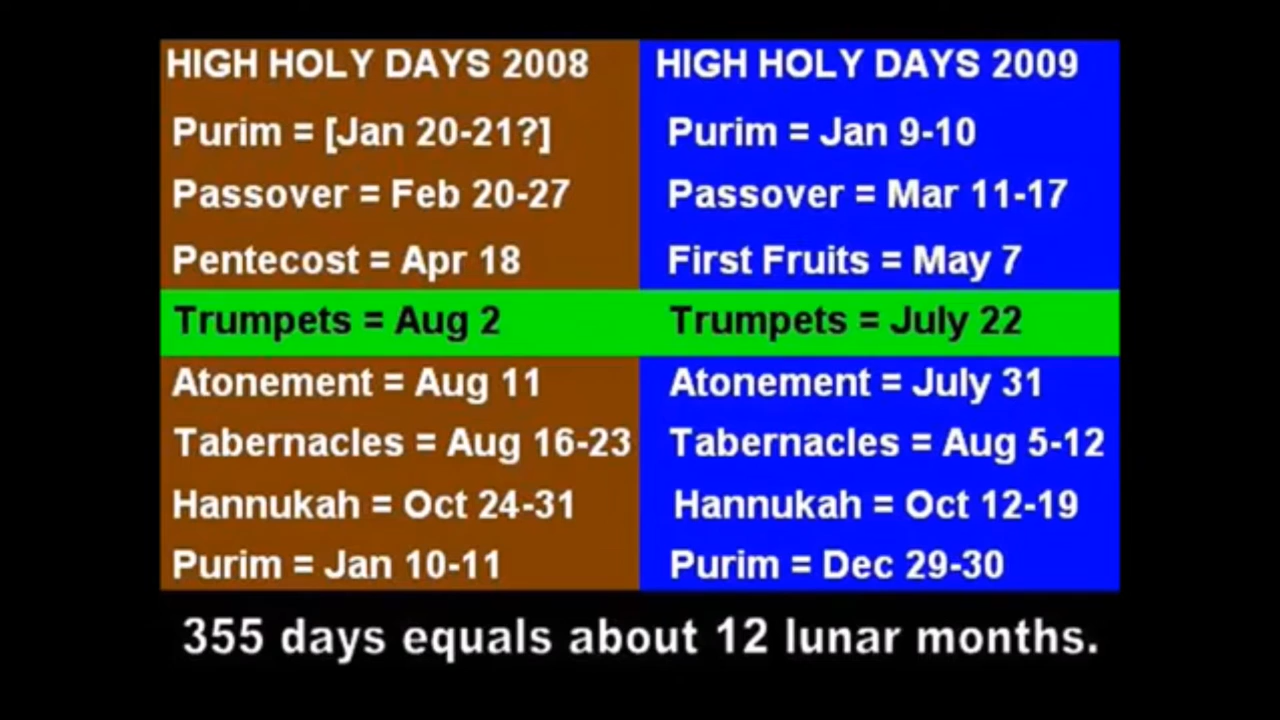 HIGH HOLY DAYS 2008
Purim = [Jan 20-21?]
Passover = Feb 20-27
Pentecost = Apr 18
Trumpets = Aug 2
Atonement = Aug 11
Tabernacles = Aug 16-23
Hannukah = Oct 24-31
Purim = Jan 10-11
HIGH HOLY DAYS 2009
Purim = Jan 9-10
Passover = Mar 11-17
First Fruits = May 7
Trumpets = July 22
Atonement = July 31
Tabernacles = Aug 5-12
Hannukah = Oct 12-19
Purim = Dec 29-30
355 days equals about 12 lunar months.